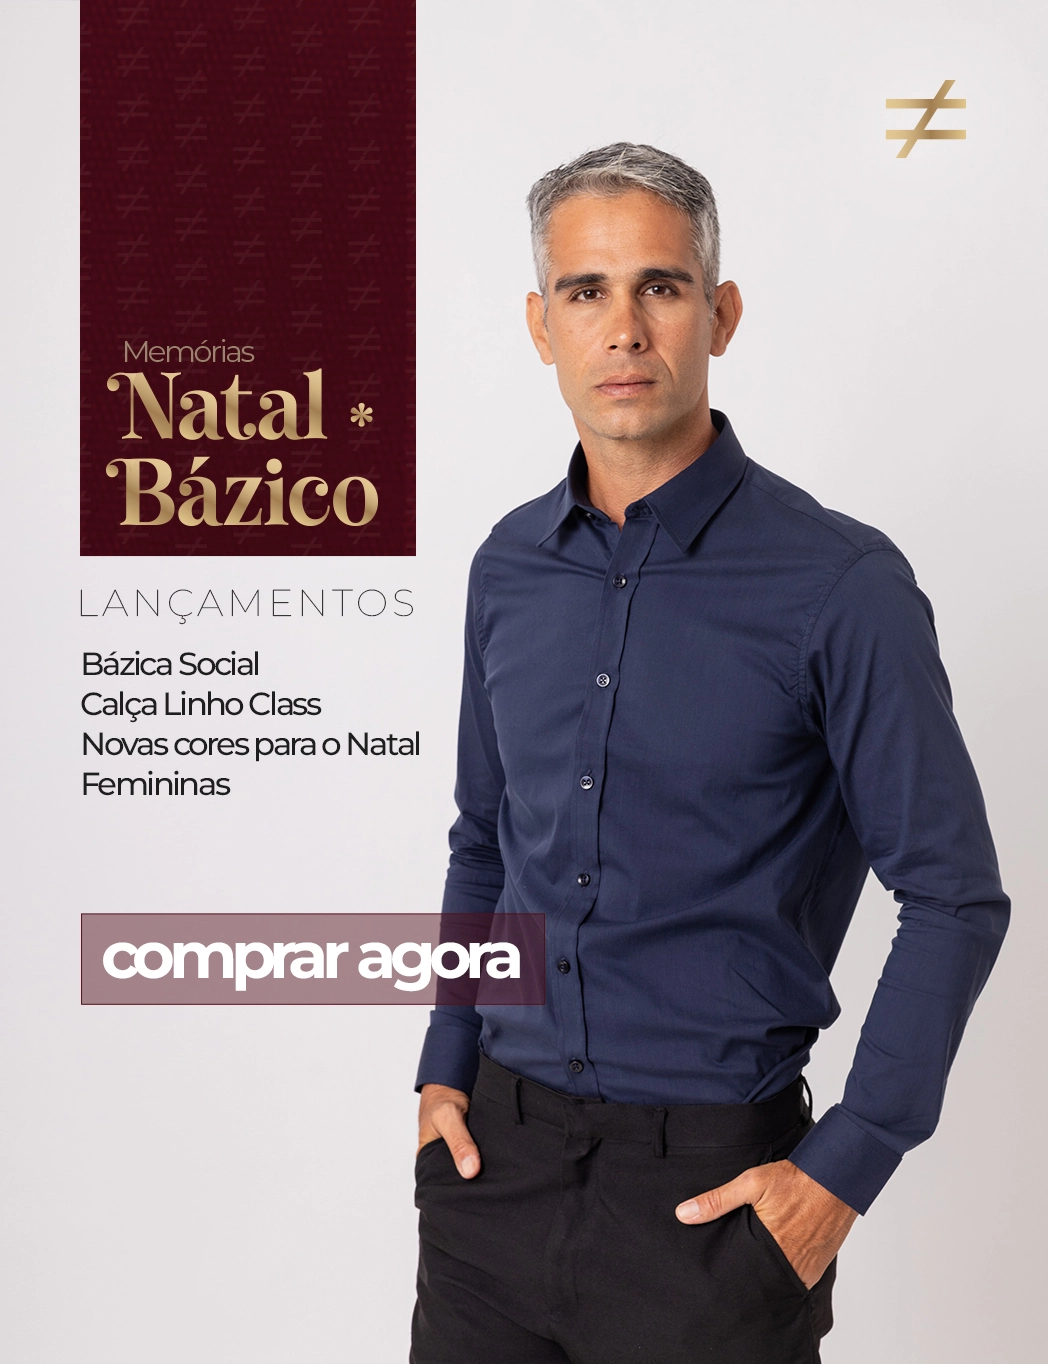 Memórias
Natal *
Bázico
LANÇAMENTOS
Bázica Social
Calça Linho Class
Novas cores para o Natal
Femininas
comprar agora